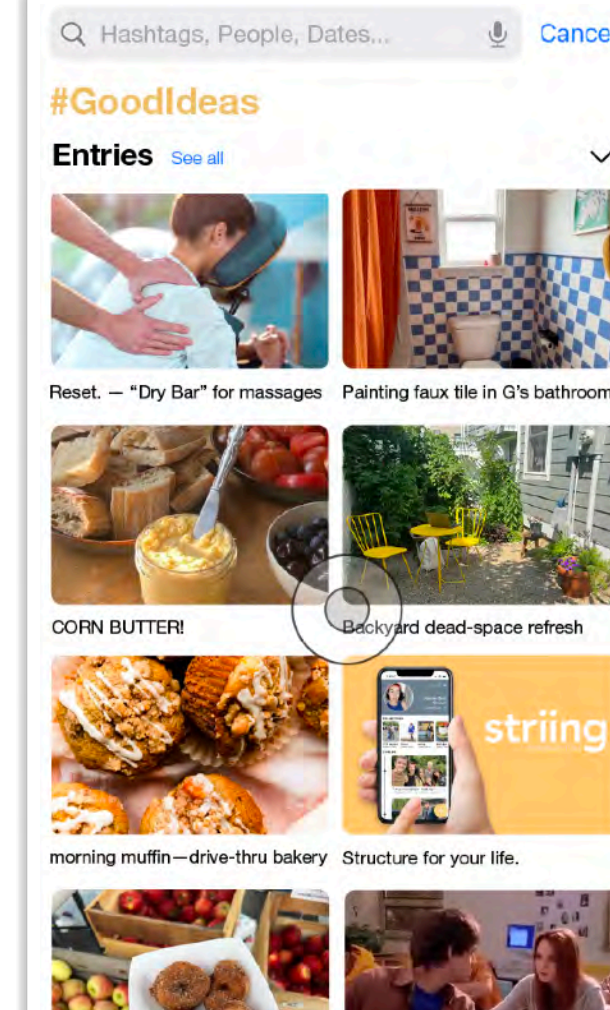 Hashtags, People, Dates...
Cance
#GoodIdeas
Entries See all
Reset. — “Dry Bar” for massages
Painting faux tile in G’s bathroom
CORN BUTTER!
Backyard dead-space refresh
striing
morning muffin—drive-thru bakery
Structure for your life.